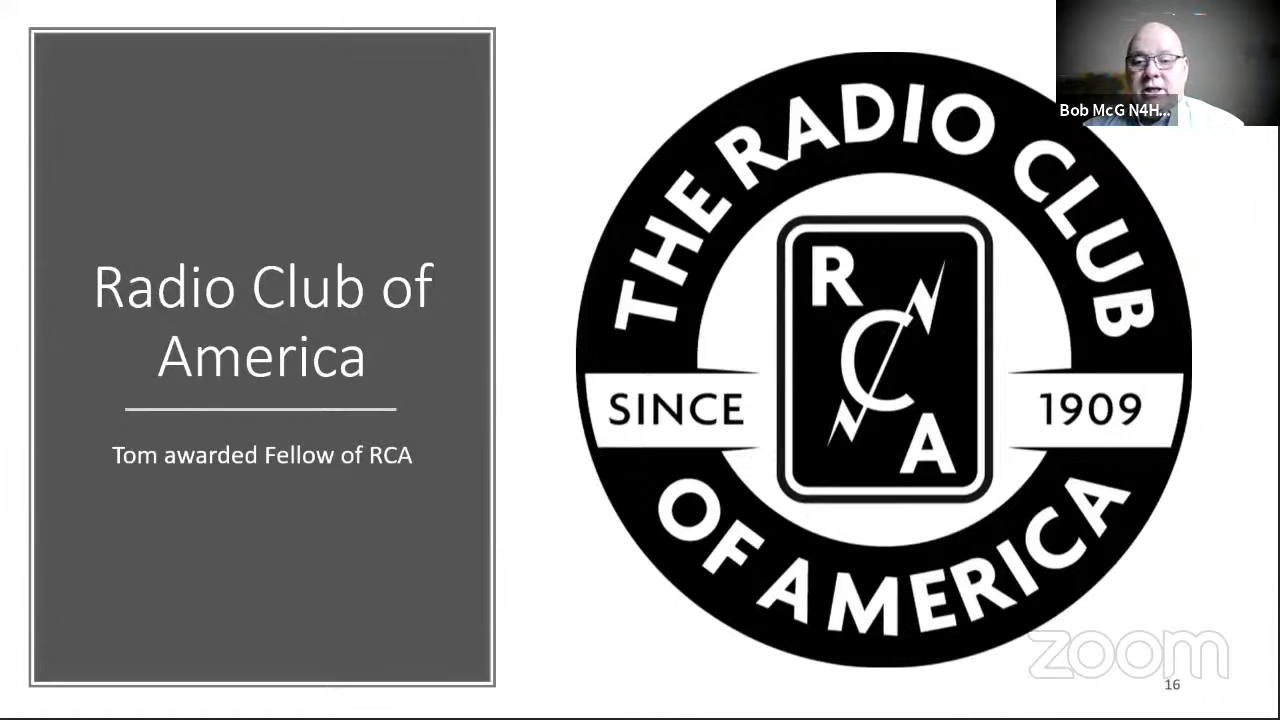 Radio Club of
America
Tom awarded Fellow of RCA
THE RADIO CLUB
R
C
A
SINCE 1909
OF AMERICA
Bob McG N4H...
zoom
16